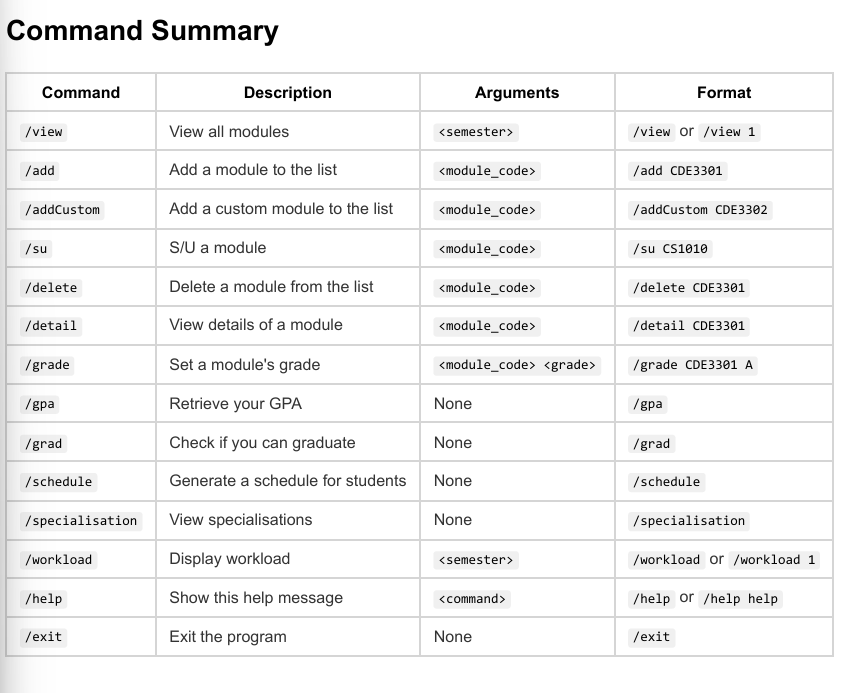 Command Summary
Command Description Arguments Format
/view View all modules <semester> /view or /view 1
/add Add a module to the list <module_code> /add CDE3301
/addCustom Add a custom module to the list <module_code> /addCustom CDE3302
/su S/U a module <module_code> /su CS1010
/delete Delete a module from the list <module_code> /delete CDE3301
/detail View details of a module <module_code> /detail CDE3301
/grade Set a module's grade <module_code> <grade> /grade CDE3301 A
/gpa Retrieve your GPA None /gpa
/grad Check if you can graduate None /grad
/schedule Generate a schedule for students None /schedule
/specialisation View specialisations None /specialisation
/workload Display workload <semester> /workload or /workload 1
/help Show this help message <command> /help or /help help
/exit Exit the program None /exit